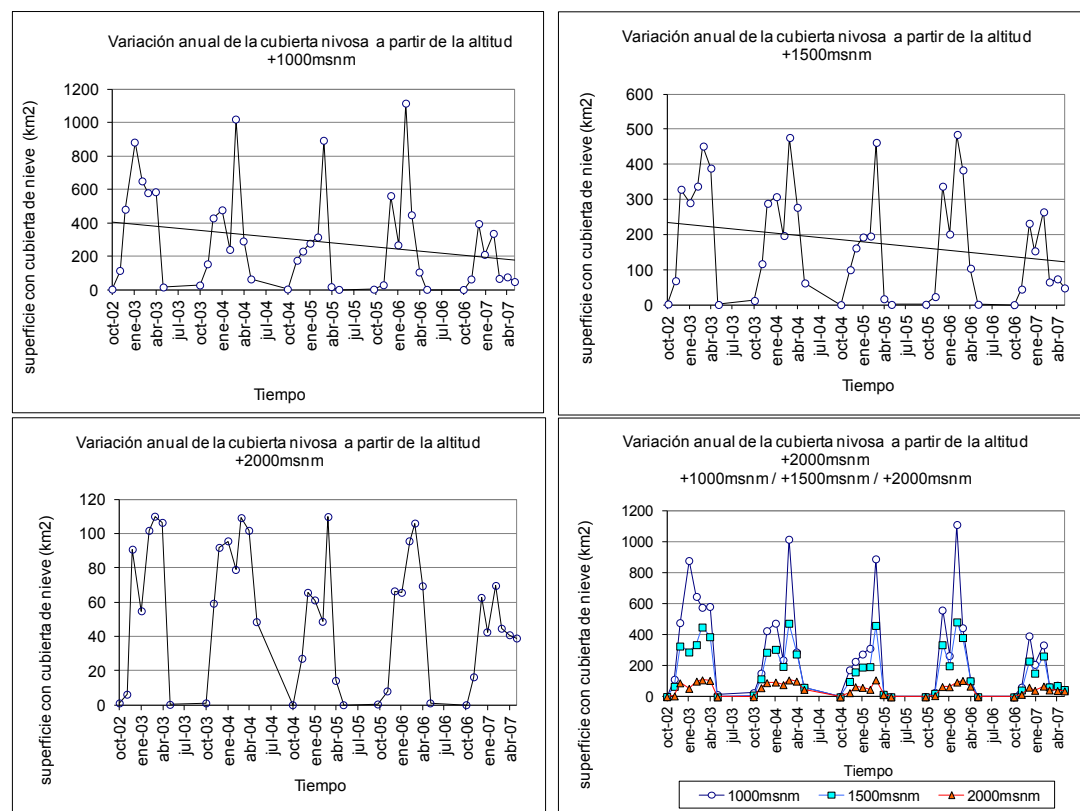 Variación anual de la cubierta nivosa a partir de la altitud
+1000msnm
superficie con cubierta de nieve (km2)
1200
1000
800
600
400
200
0
oct-02
ene-03
abr-03
jul-03
oct-03
ene-04
abr-04
jul-04
oct-04
ene-05
abr-05
jul-05
oct-05
ene-06
abr-06
jul-06
oct-06
ene-07
abr-07
Tiempo
Variación anual de la cubierta nivosa a partir de la altitud
+1500msnm
superficie con cubierta de nieve (km2)
600
500
400
300
200
100
0
oct-02
ene-03
abr-03
jul-03
oct-03
ene-04
abr-04
jul-04
oct-04
ene-05
abr-05
jul-05
oct-05
ene-06
abr-06
jul-06
oct-06
ene-07
abr-07
Tiempo
Variación anual de la cubierta nivosa a partir de la altitud
+2000msnm
superficie con cubierta de nieve (km2)
120
100
80
60
40
20
0
oct-02
ene-03
abr-03
jul-03
oct-03
ene-04
abr-04
jul-04
oct-04
ene-05
abr-05
jul-05
oct-05
ene-06
abr-06
jul-06
oct-06
ene-07
abr-07
Tiempo
Variación anual de la cubierta nivosa a partir de la altitud
+2000msnm
+1000msnm / +1500msnm / +2000msnm
superficie con cubierta de nieve (km2)
1200
1000
800
600
400
200
0
oct-02
ene-03
abr-03
jul-03
oct-03
ene-04
abr-04
jul-04
oct-04
ene-05
abr-05
jul-05
oct-05
ene-06
abr-06
jul-06
oct-06
ene-07
abr-07
Tiempo
1000msnm 1500msnm 2000msnm